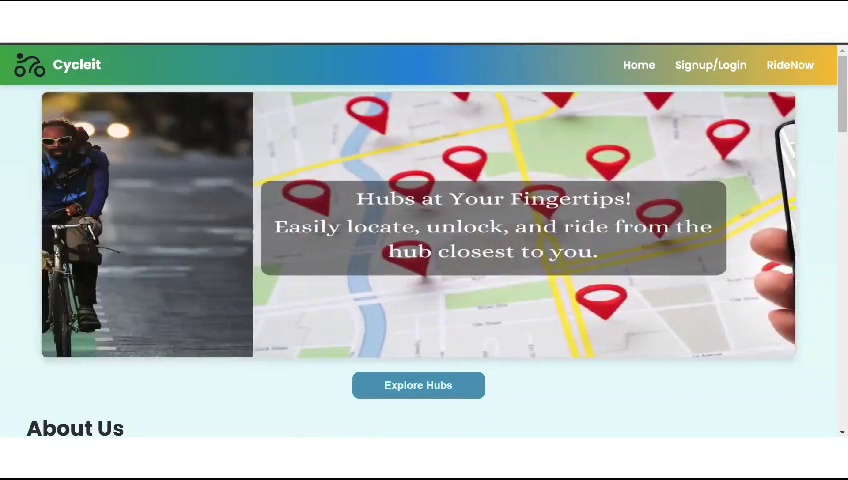 Cycleit
Home
Signup/Login
RideNow
Hubs at Your Fingertips!
Easily locate, unlock, and ride from the
hub closest to you.
Explore Hubs
About Us